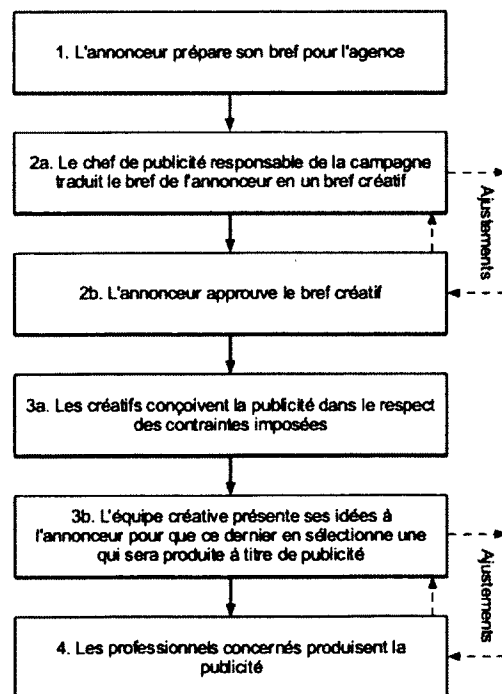 1. L'annonceur prépare son bref pour l'agence
2a. Le chef de publicité responsable de la campagne
traduit le bref de l'annonceur en un bref créatif
Ajustements
2b. L'annonceur approuve le bref créatif
3a. Les créatifs conçoivent la publicité dans le respect
des contraintes imposées
3b. L'équipe créative présente ses idées à
l'annonceur pour que ce dernier en sélectionne une
qui sera produite à titre de publicité
Ajustements
4. Les professionnels concernés produisent la
publicité